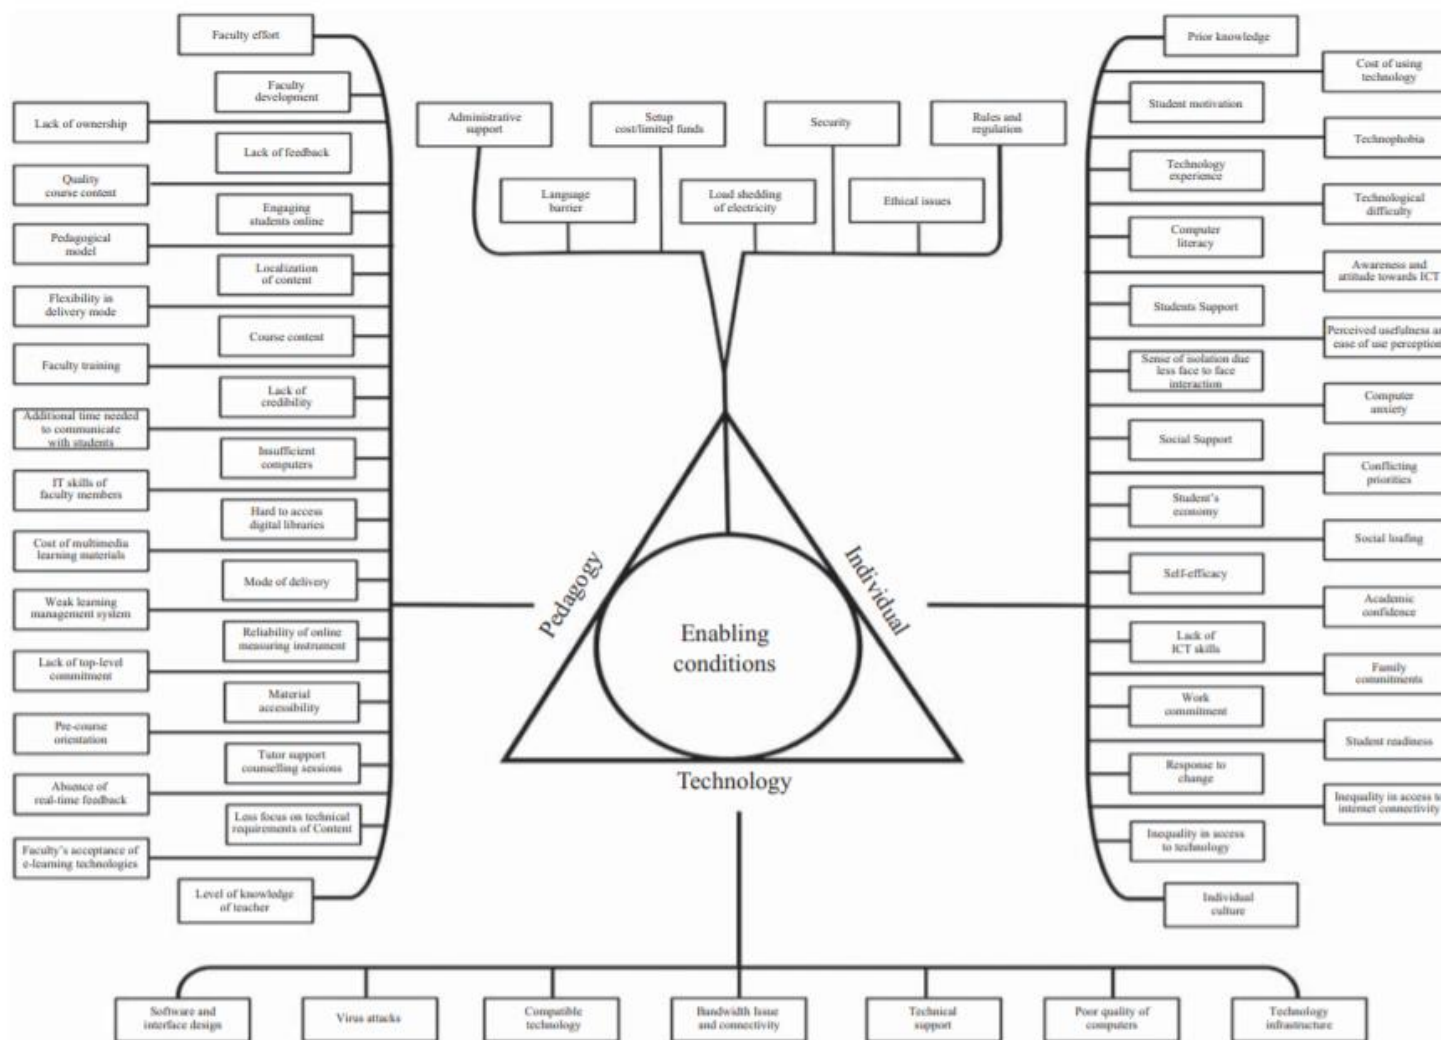 Faculty effort
Faculty
development
Lack of ownership
Lack of feedback
Quality
course content
Engaging
students online
Pedagogical
model
Localization
of content
Flexibility in
delivery mode
Course content
Faculty training
Lack of
credibility
Additional time needed
to communicate
with students
Insufficient
computers
IT skills of
faculty members
Hard to access
digital libraries
Cost of multimedia
learning materials
Mode of delivery
Weak learning
management system
Reliability of online
measuring instrument
Lack of top-level
commitment
Material
accessibility
Pre-course
orientation
Tutor support
counselling sessions
Absence of
real-time feedback
Less focus on technical
requirements of Content
Faculty's acceptance of
e-learning technologies
Level of knowledge
of teacher
Administrative
support
Setup
cost/limited funds
Security
Rules and
regulation
Language
barrier
Load shedding
of electricity
Ethical issues
Pedagogy
Individual
Enabling
conditions
Technology
Prior knowledge
Cost of using
technology
Student motivation
Technophobia
Technology
experience
Technological
difficulty
Computer
literacy
Awareness and
attitude towards ICT
Students Support
Perceived usefulness
ease of use perception
Sense of isolation due
less face to face
interaction
Computer
anxiety
Social Support
Conflicting
priorities
Student's
economy
Social loafing
Self-efficacy
Academic
confidence
Lack of
ICT skills
Family
commitments
Work
commitment
Student readiness
Response to
change
Inequality in access to
internet connectivity
Inequality in access
to technology
Individual
culture
Software and
interface design
Virus attacks
Compatible
technology
Bandwidth Issue
and connectivity
Technical
support
Poor quality of
computers
Technology
infrastructure